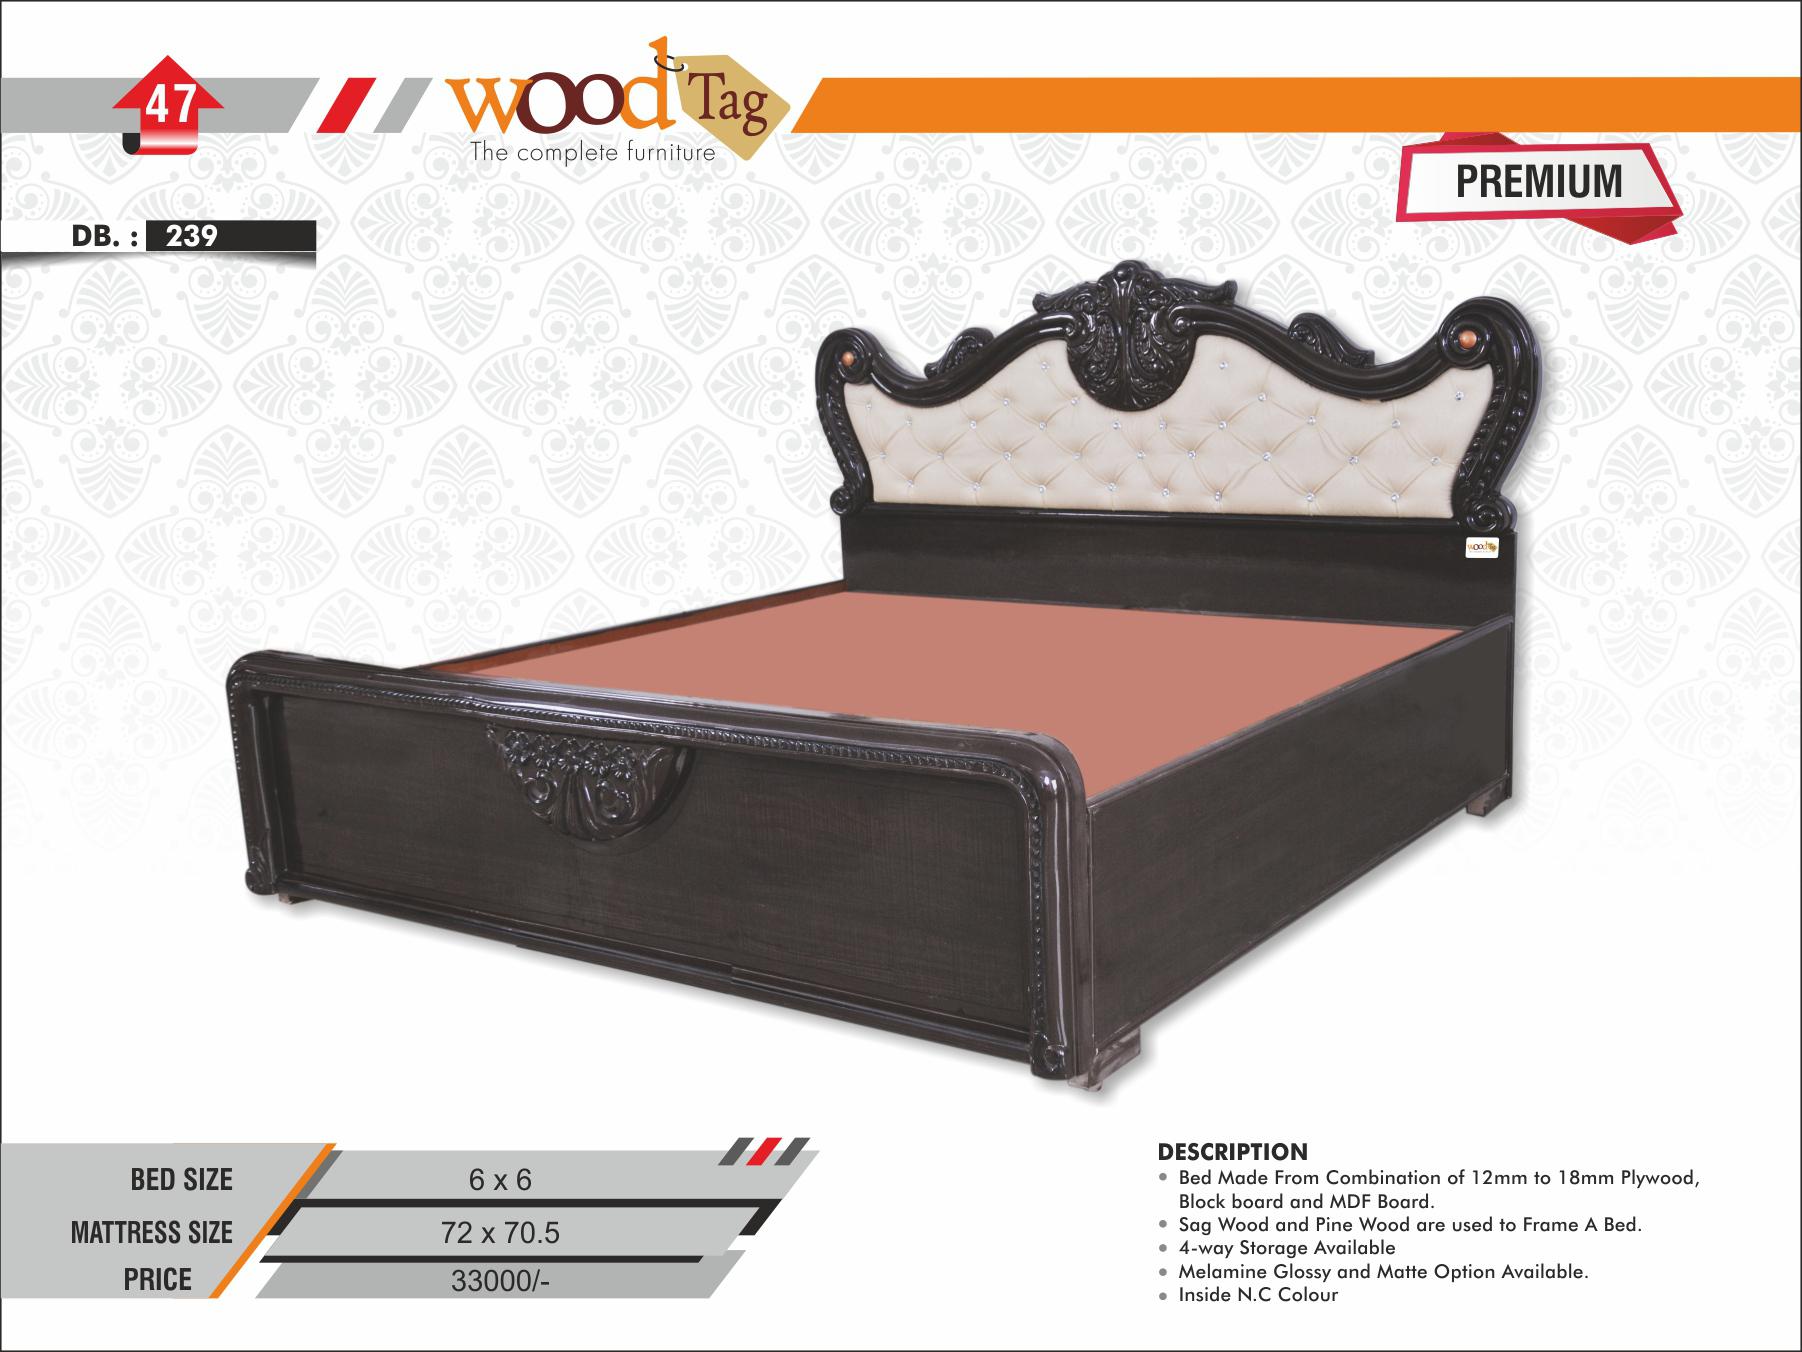 47
wood Tag
The complete furniture
PREMIUM
DB. : 239
wood Tag
BED SIZE 6 x 6
MATTRESS SIZE 72 x 70.5
PRICE 33000/-
DESCRIPTION
• Bed Made From Combination of 12mm to 18mm Plywood,
Block board and MDF Board.
• Sag Wood and Pine Wood are used to Frame A Bed.
• 4-way Storage Available
• Melamine Glossy and Matte Option Available.
• Inside N.C Colour